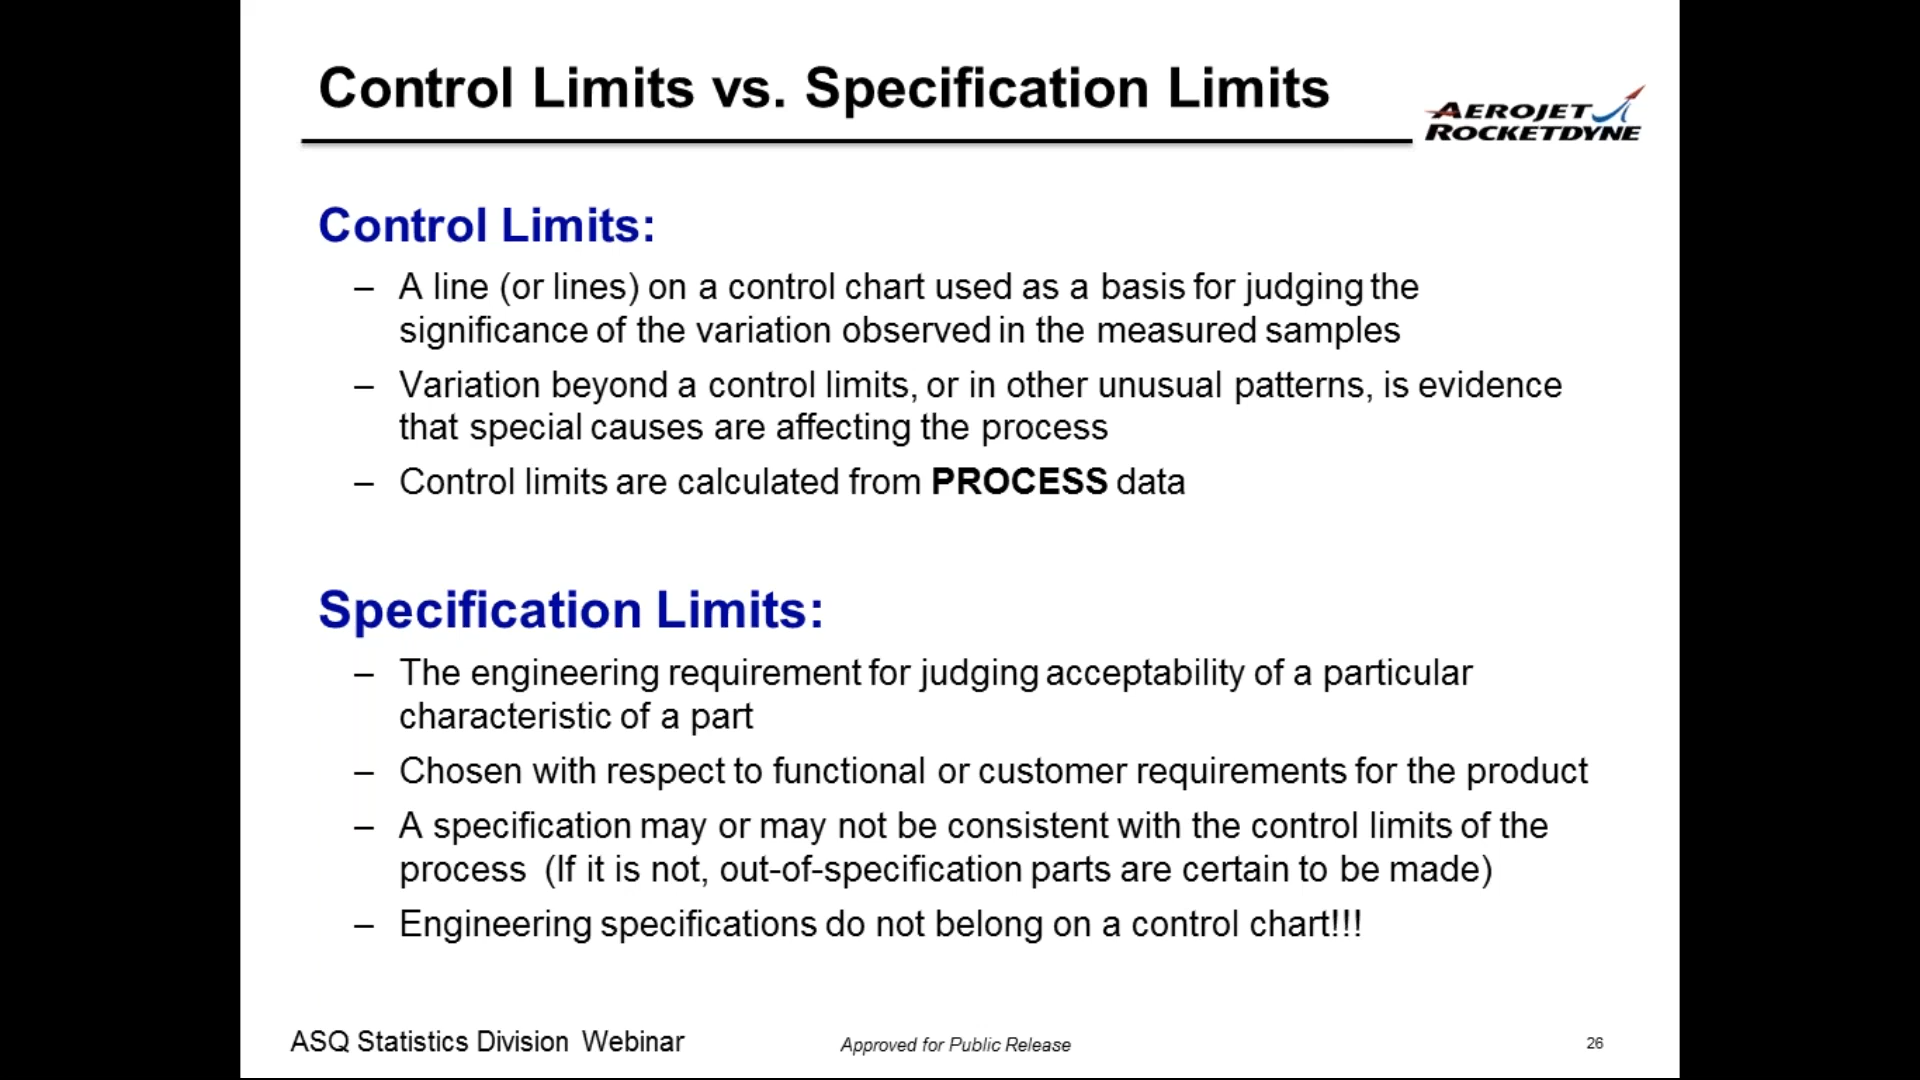 Control Limits vs. Specification Limits
AEROJET
ROCKETDYNE
Control Limits:
– A line (or lines) on a control chart used as a basis for judging the
significance of the variation observed in the measured samples
– Variation beyond a control limits, or in other unusual patterns, is evidence
that special causes are affecting the process
– Control limits are calculated from PROCESS data
Specification Limits:
– The engineering requirement for judging acceptability of a particular
characteristic of a part
– Chosen with respect to functional or customer requirements for the product
– A specification may or may not be consistent with the control limits of the
process (If it is not, out-of-specification parts are certain to be made)
– Engineering specifications do not belong on a control chart!!!
ASQ Statistics Division Webinar
Approved for Public Release
26